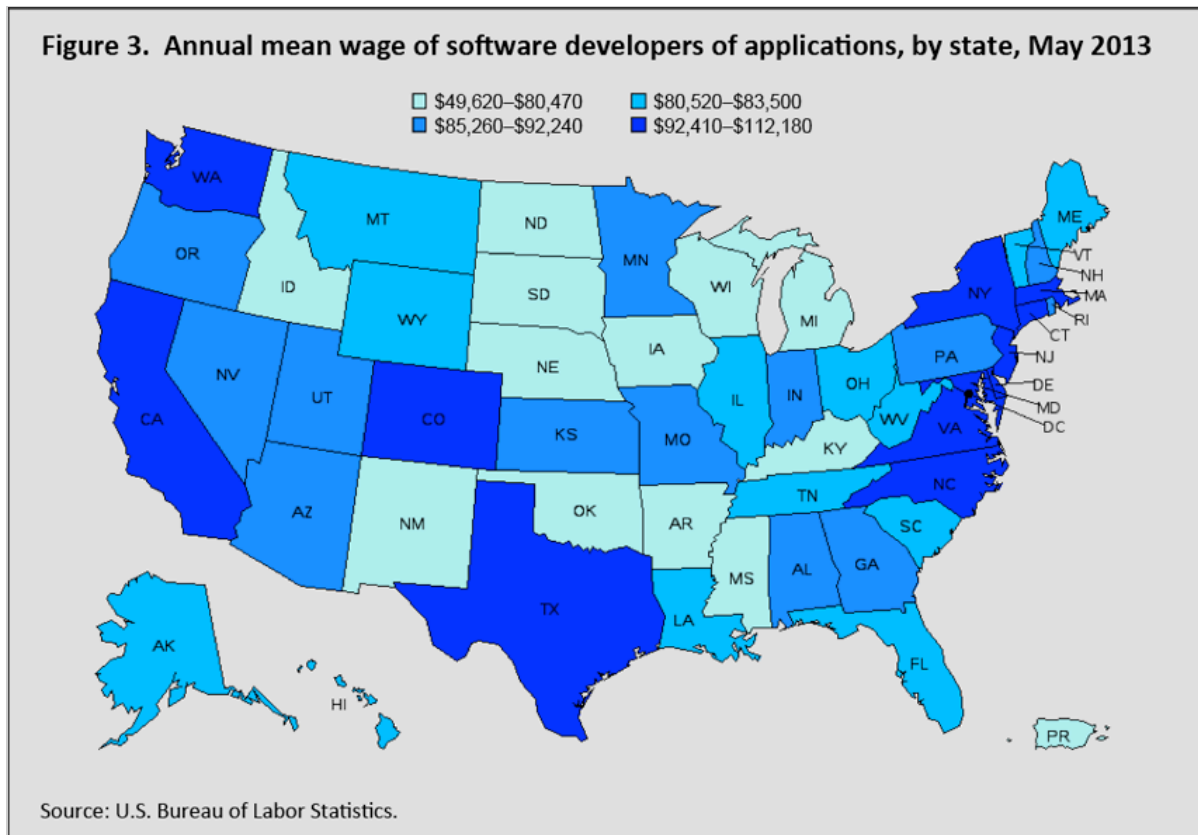 Figure 3. Annual mean wage of software developers of applications, by state, May 2013
$49,620–$80,470 $80,520–$83,500
$85,260–$92,240 $92,410–$112,180
WA
MT
ND
MN
ME
VT
NH
OR
ID
SD
WI
NY
MA
WY
MI
RI
CT
NE
IA
PA
NJ
NV
UT
IL
IN
OH
DE
MD
DC
CA
CO
KS
MO
WV
VA
KY
AZ
NM
OK
AR
TN
NC
SC
MS
AL
GA
TX
LA
AK
FL
HI
PR
Source: U.S. Bureau of Labor Statistics.